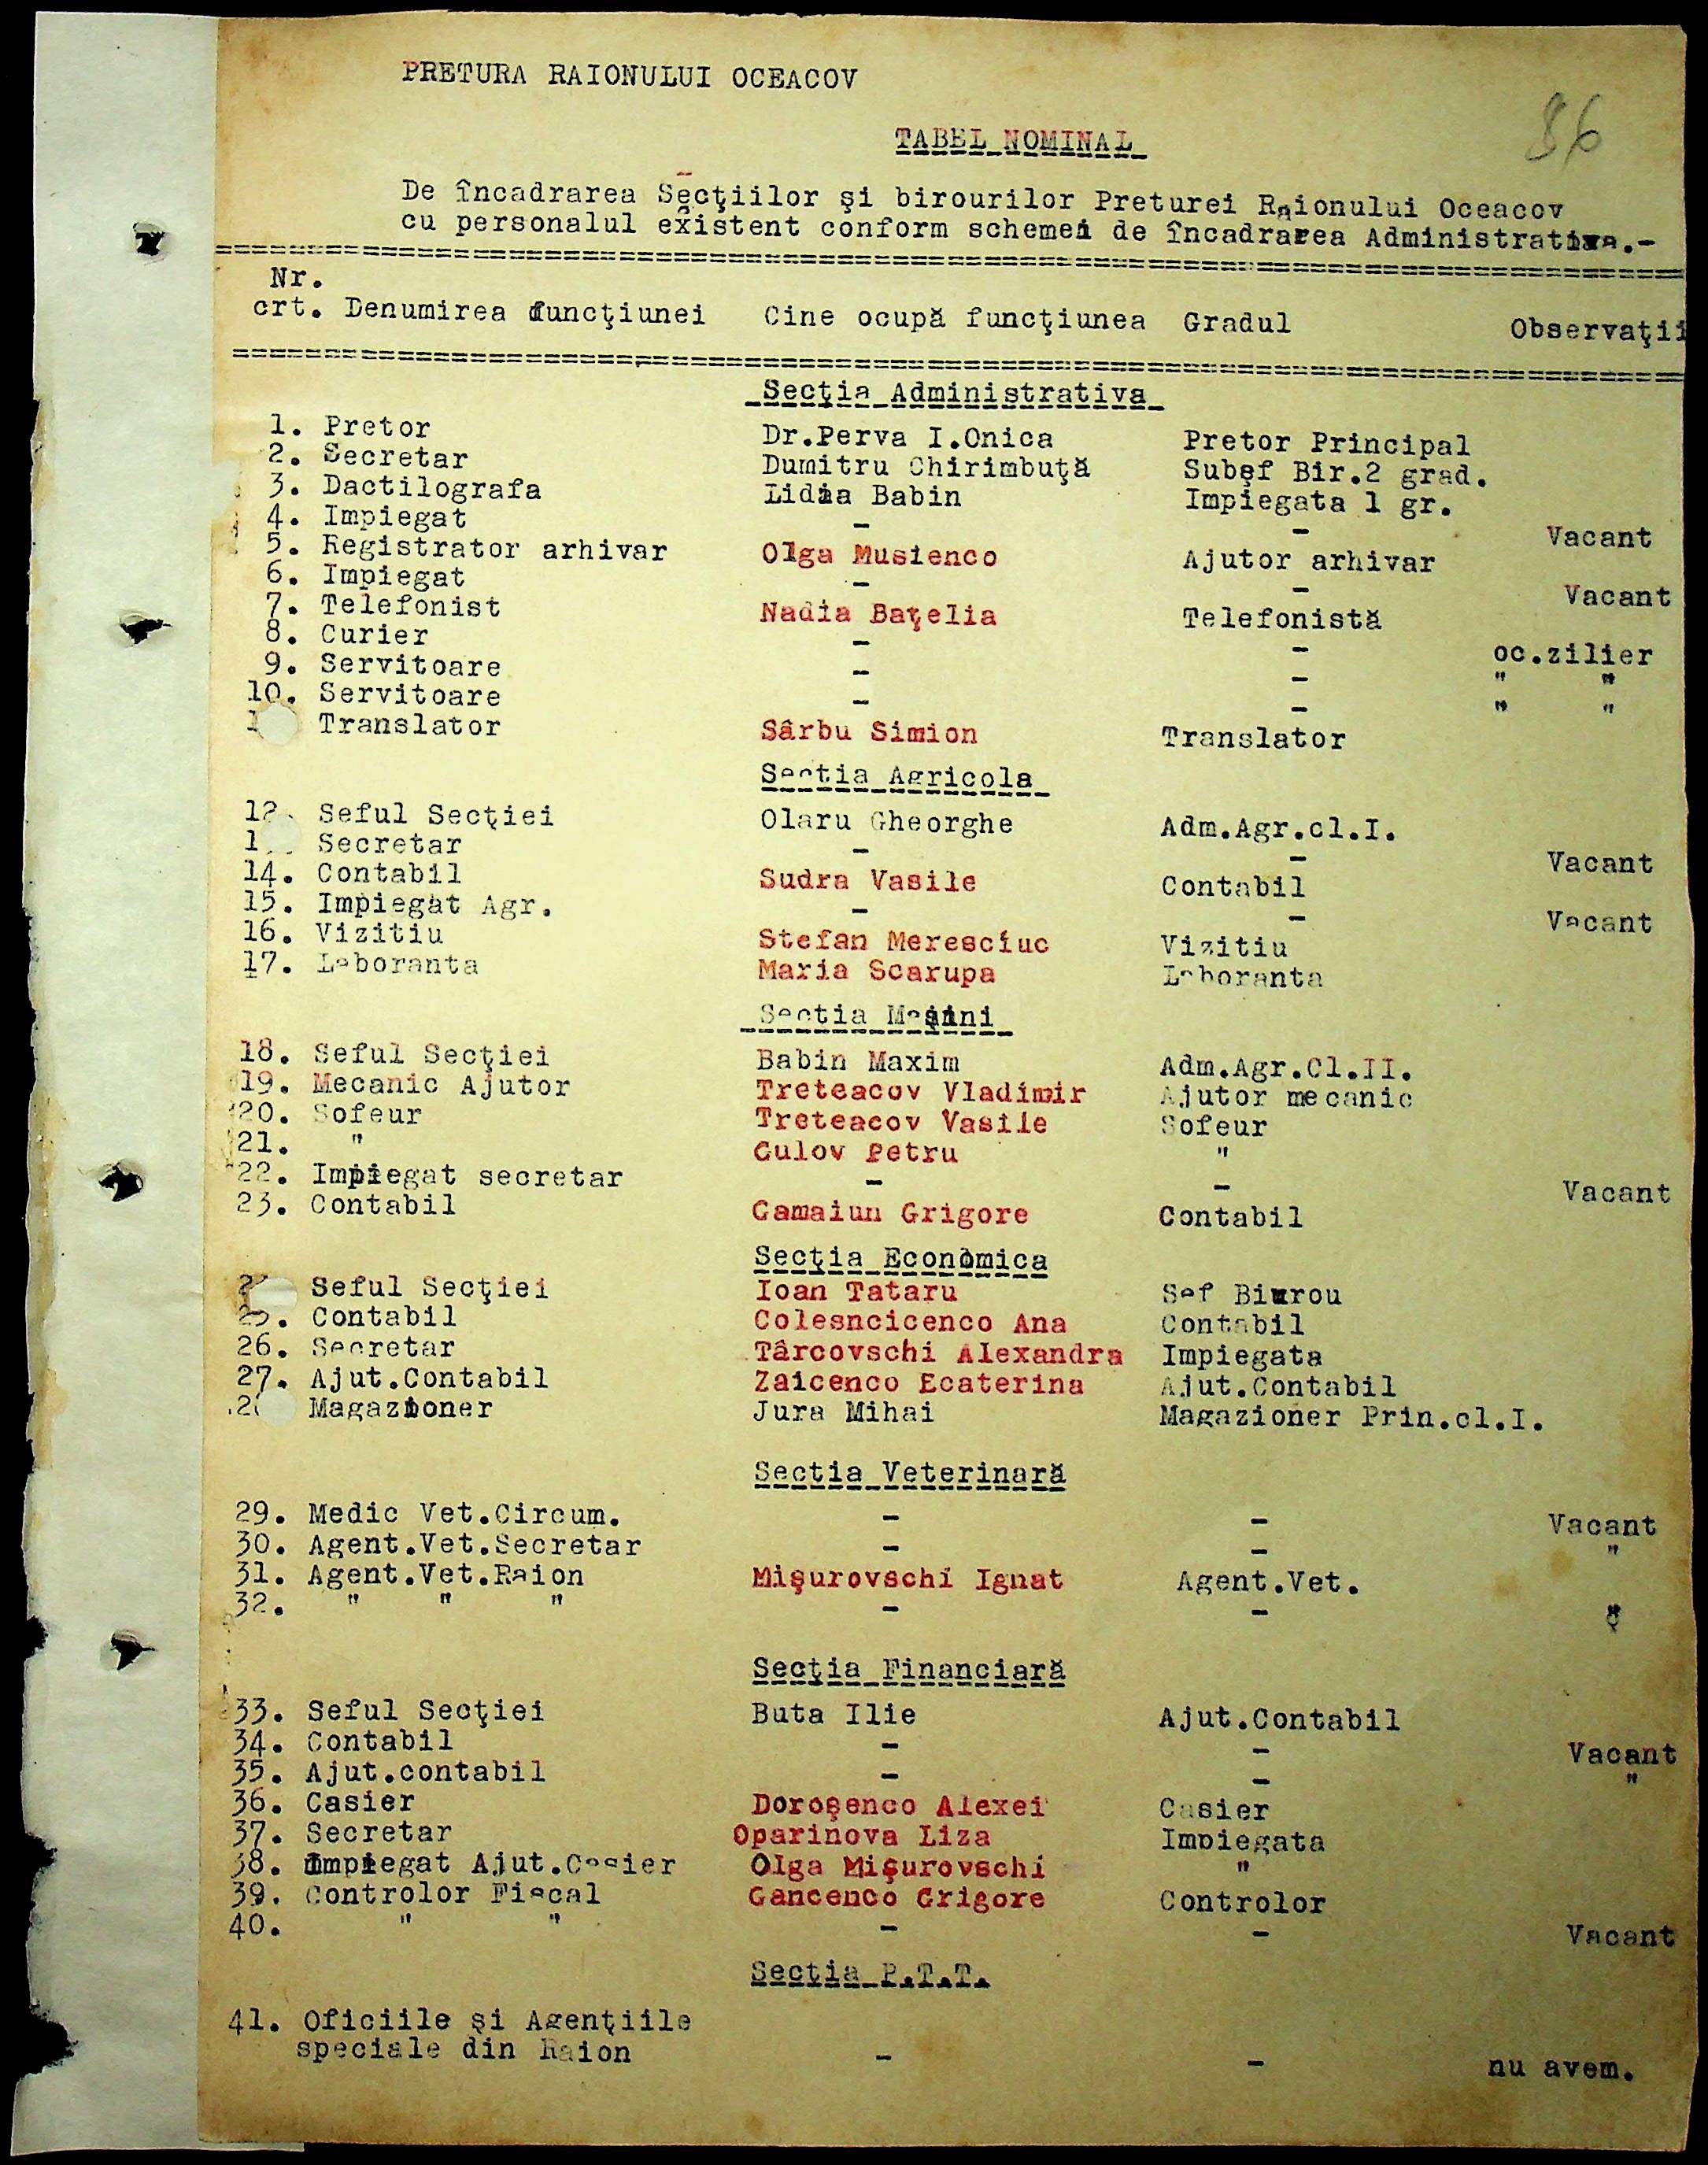 PRETURA RAIONULUI OCEACOV
86
TABEL NOMINAL
De încadrarea Secţiilor şi birourilor Preturei Raionului Oceacov
cu personalul existent conform schemei de încadrarea Administrativa.-
Nr.
crt. Denumirea funcţiunei Cine ocupă funcţiunea Gradul Observaţii
Secţia Administrativa
1. Pretor Dr.Perva I.Onica Pretor Principal
2. Secretar Dumitru Chirimbuţă Subşf Bir.2 grad.
3. Dactilografa Lidia Babin Impiegata 1 gr.
4. Impiegat - - Vacant
5. Registrator arhivar Olga Musienco Ajutor arhivar
6. Impiegat - - Vacant
7. Telefonist Nadia Baţelia Telefonistă
8. Curier - - oc.zilier
9. Servitoare - - " "
10. Servitoare - - " "
1 Translator Sârbu Simion Translator
Sectia Agricola
12. Seful Secţiei Olaru Gheorghe Adm.Agr.cl.I.
1 . Secretar - - Vacant
14. Contabil Sudra Vasile Contabil
15. Impiegat Agr. - - Vacant
16. Vizitiu Stefan Meresciuc Vizitiu
17. Laboranta Maria Scarupa Laboranta
Sectia Maşini
18. Seful Secţiei Babin Maxim Adm.Agr.Cl.II.
19. Mecanic Ajutor Treteacov Vladimir Ajutor mecanic
20. Sofeur Treteacov Vasile Sofeur
21. " Culov Petru "
22. Impiegat secretar - - Vacant
23. Contabil Camaiun Grigore Contabil
Secţia Economica
2 Seful Secţiei Ioan Tataru Sef Biurou
25. Contabil Colesncicenco Ana Contabil
26. Secretar Târcovschi Alexandra Impiegata
27. Ajut.Contabil Zaicenco Ecaterina Ajut.Contabil
2 Magazioner Jura Mihai Magazioner Prin.cl.I.
Sectia Veterinară
29. Medic Vet.Circum. - - Vacant
30. Agent.Vet.Secretar - - "
31. Agent.Vet.Raion Mişurovschi Ignat Agent.Vet.
32. " " " - - "
Secţia Financiară
33. Seful Secţiei Buta Ilie Ajut.Contabil
34. Contabil - - Vacant
35. Ajut.contabil - - "
36. Casier Doroşenco Alexei Casier
37. Secretar Oparinova Liza Impiegata
38. Impiegat Ajut.Casier Olga Mişurovschi "
39. Controlor Fiscal Gancenco Grigore Controlor
40. " " - - Vacant
Sectia P.T.T.
41. Oficiile şi Agenţiile
speciale din Raion - - nu avem.